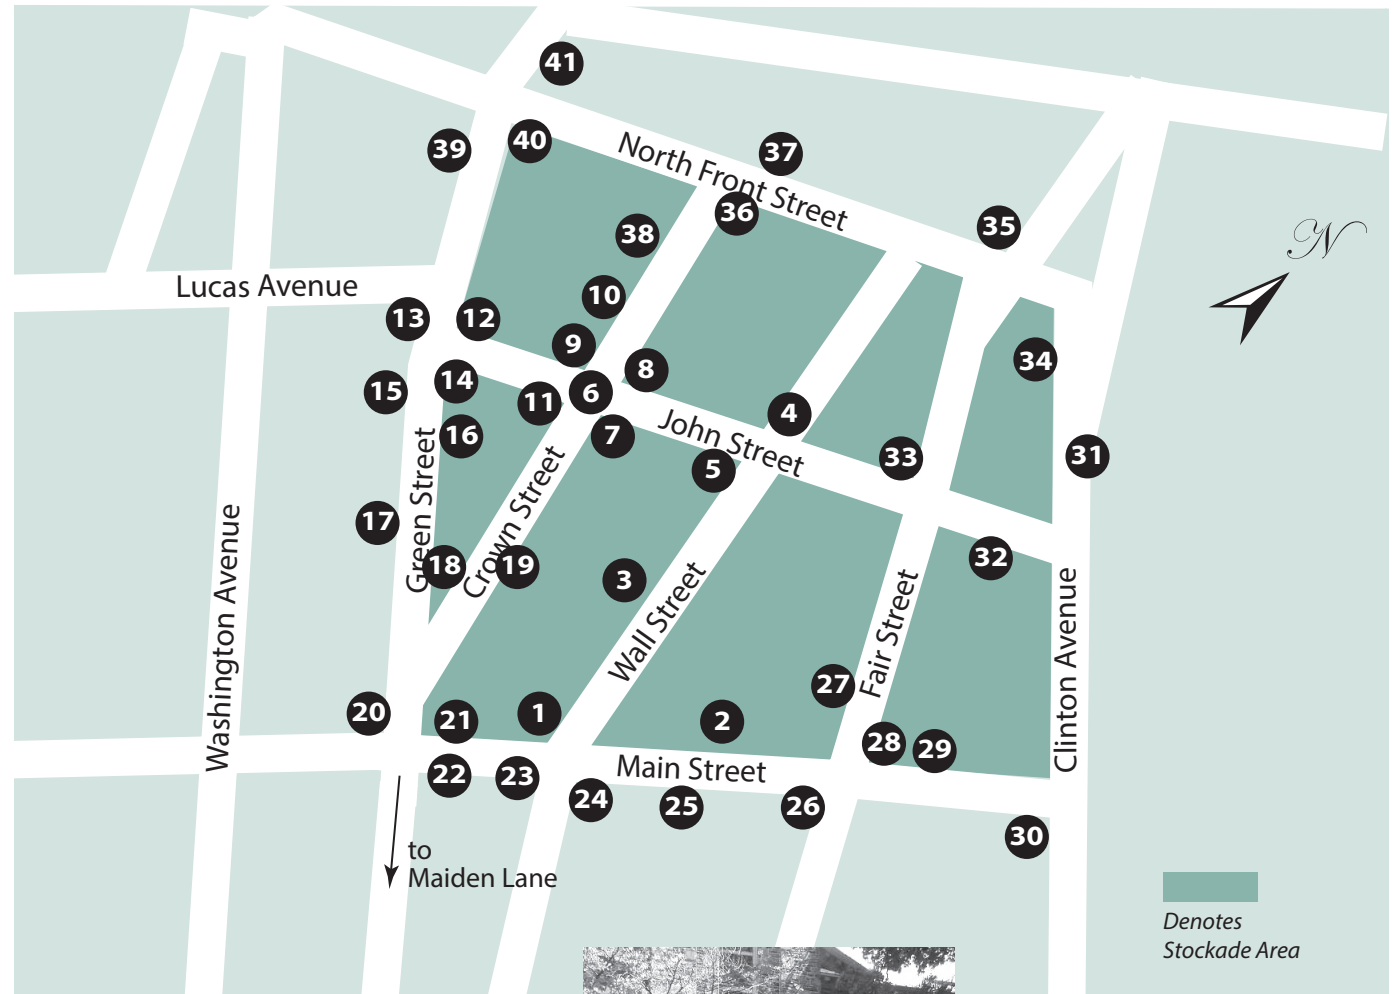 41
39
40
North Front Street
37
36
35
38
N
Lucas Avenue
10
13
12
9
34
8
14
15
6
11
4
John Street
7
16
5
33
31
Green Street
Crown Street
17
Washington Avenue
18
19
3
32
Wall Street
Fair Street
Clinton Avenue
27
20
21
1
2
28
29
Main Street
22
23
24
25
26
30
to
Maiden Lane
Denotes
Stockade Area